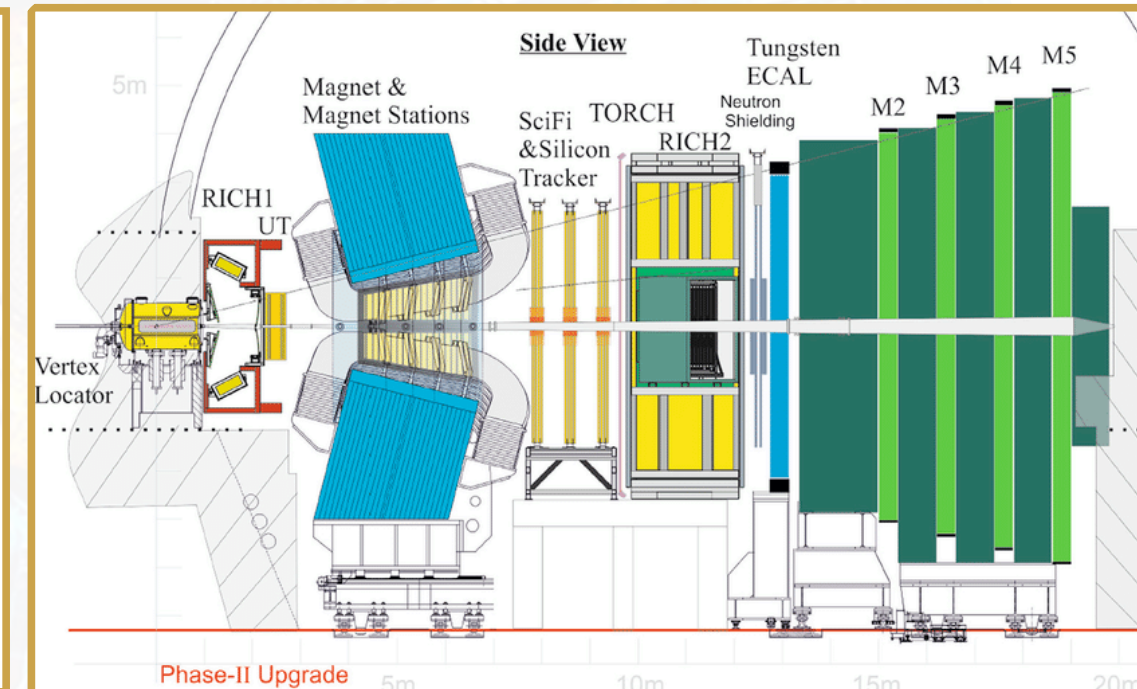 Side View
5m
Magnet &
Magnet Stations
RICH1
UT
Vertex
Locator
SciFi
&Silicon
Tracker
TORCH
RICH2
Tungsten
ECAL
Neutron
Shielding
M2
M3
M4
M5
Phase-II Upgrade
5m
10m
15m
20m